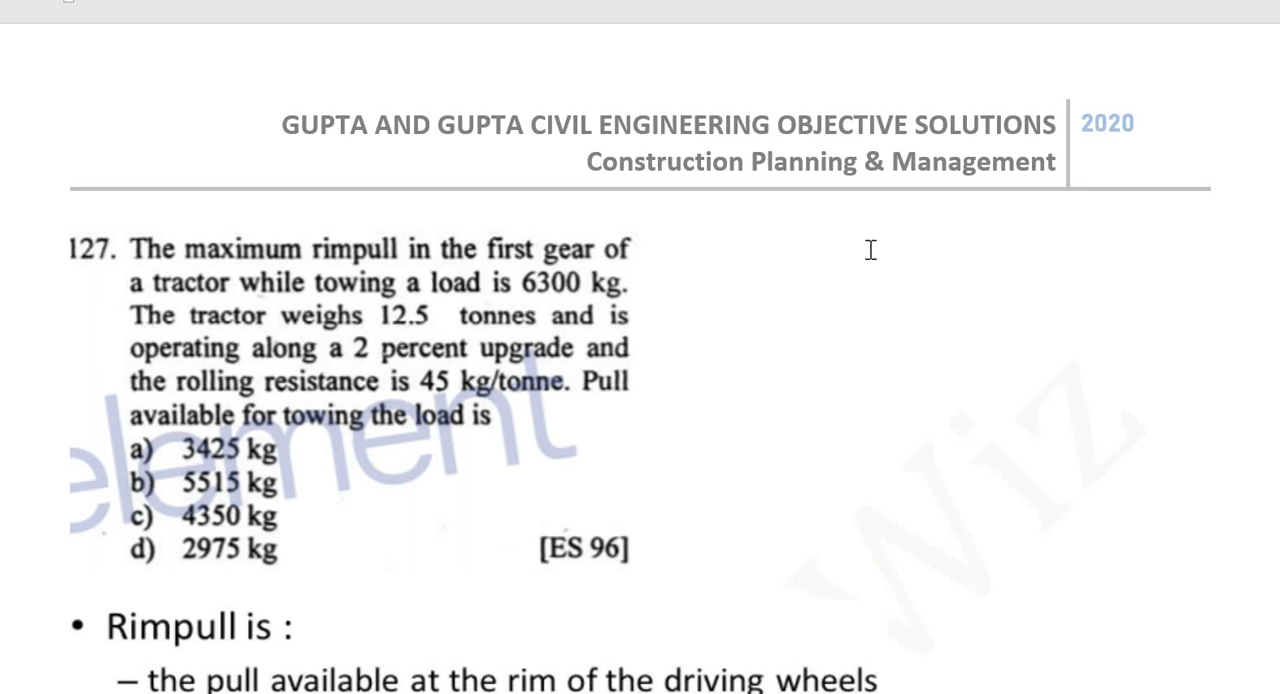 GUPTA AND GUPTA CIVIL ENGINEERING OBJECTIVE SOLUTIONS 2020
Construction Planning & Management
127. The maximum rimpull in the first gear of
a tractor while towing a load is 6300 kg.
The tractor weighs 12.5 tonnes and is
operating along a 2 percent upgrade and
the rolling resistance is 45 kg/tonne. Pull
available for towing the load is
a) 3425 kg
b) 5515 kg
c) 4350 kg
d) 2975 kg [ES 96]
element
Wiz
• Rimpull is :
– the pull available at the rim of the driving wheels